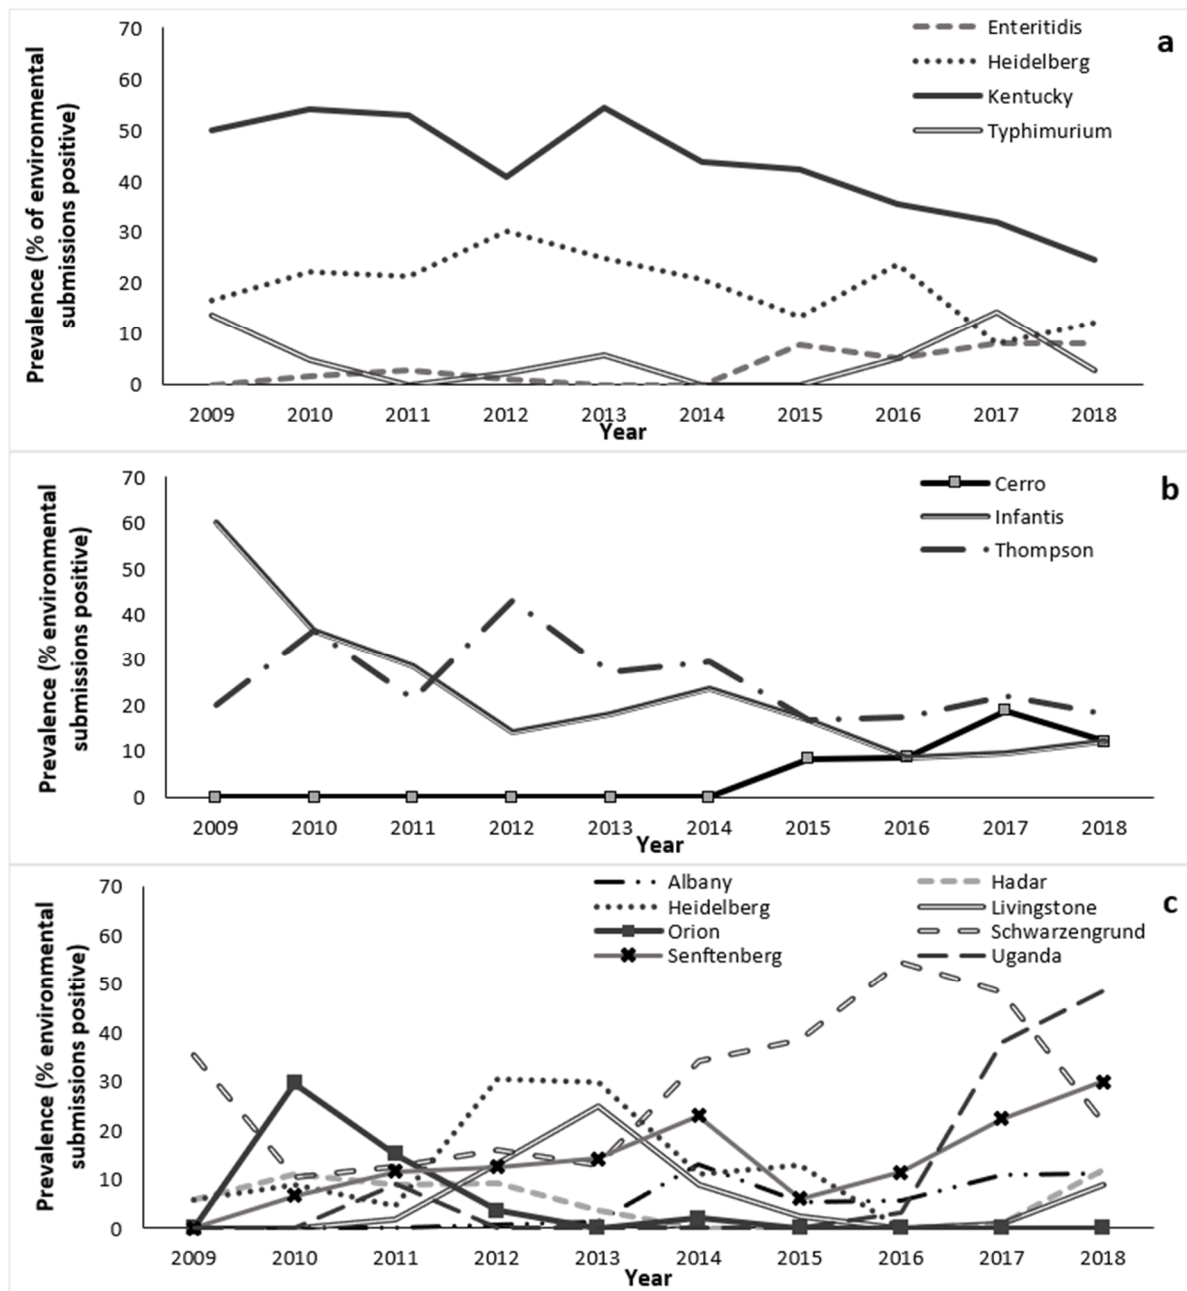 Prevalence (% of environmental
submissions positive)
70
60
50
40
30
20
10
0
Enteritidis
Heidelberg
Kentucky
Typhimurium
a
2009 2010 2011 2012 2013 2014 2015 2016 2017 2018
Year
Prevalence (% environmental
submissions positive)
70
60
50
40
30
20
10
0
Cerro
Infantis
Thompson
b
2009 2010 2011 2012 2013 2014 2015 2016 2017 2018
Year
Prevalence (% environmental
submissions positive)
70
60
50
40
30
20
10
0
Albany Hadar
Heidelberg Livingstone
Orion Schwarzengrund
Senftenberg Uganda
c
2009 2010 2011 2012 2013 2014 2015 2016 2017 2018
Year